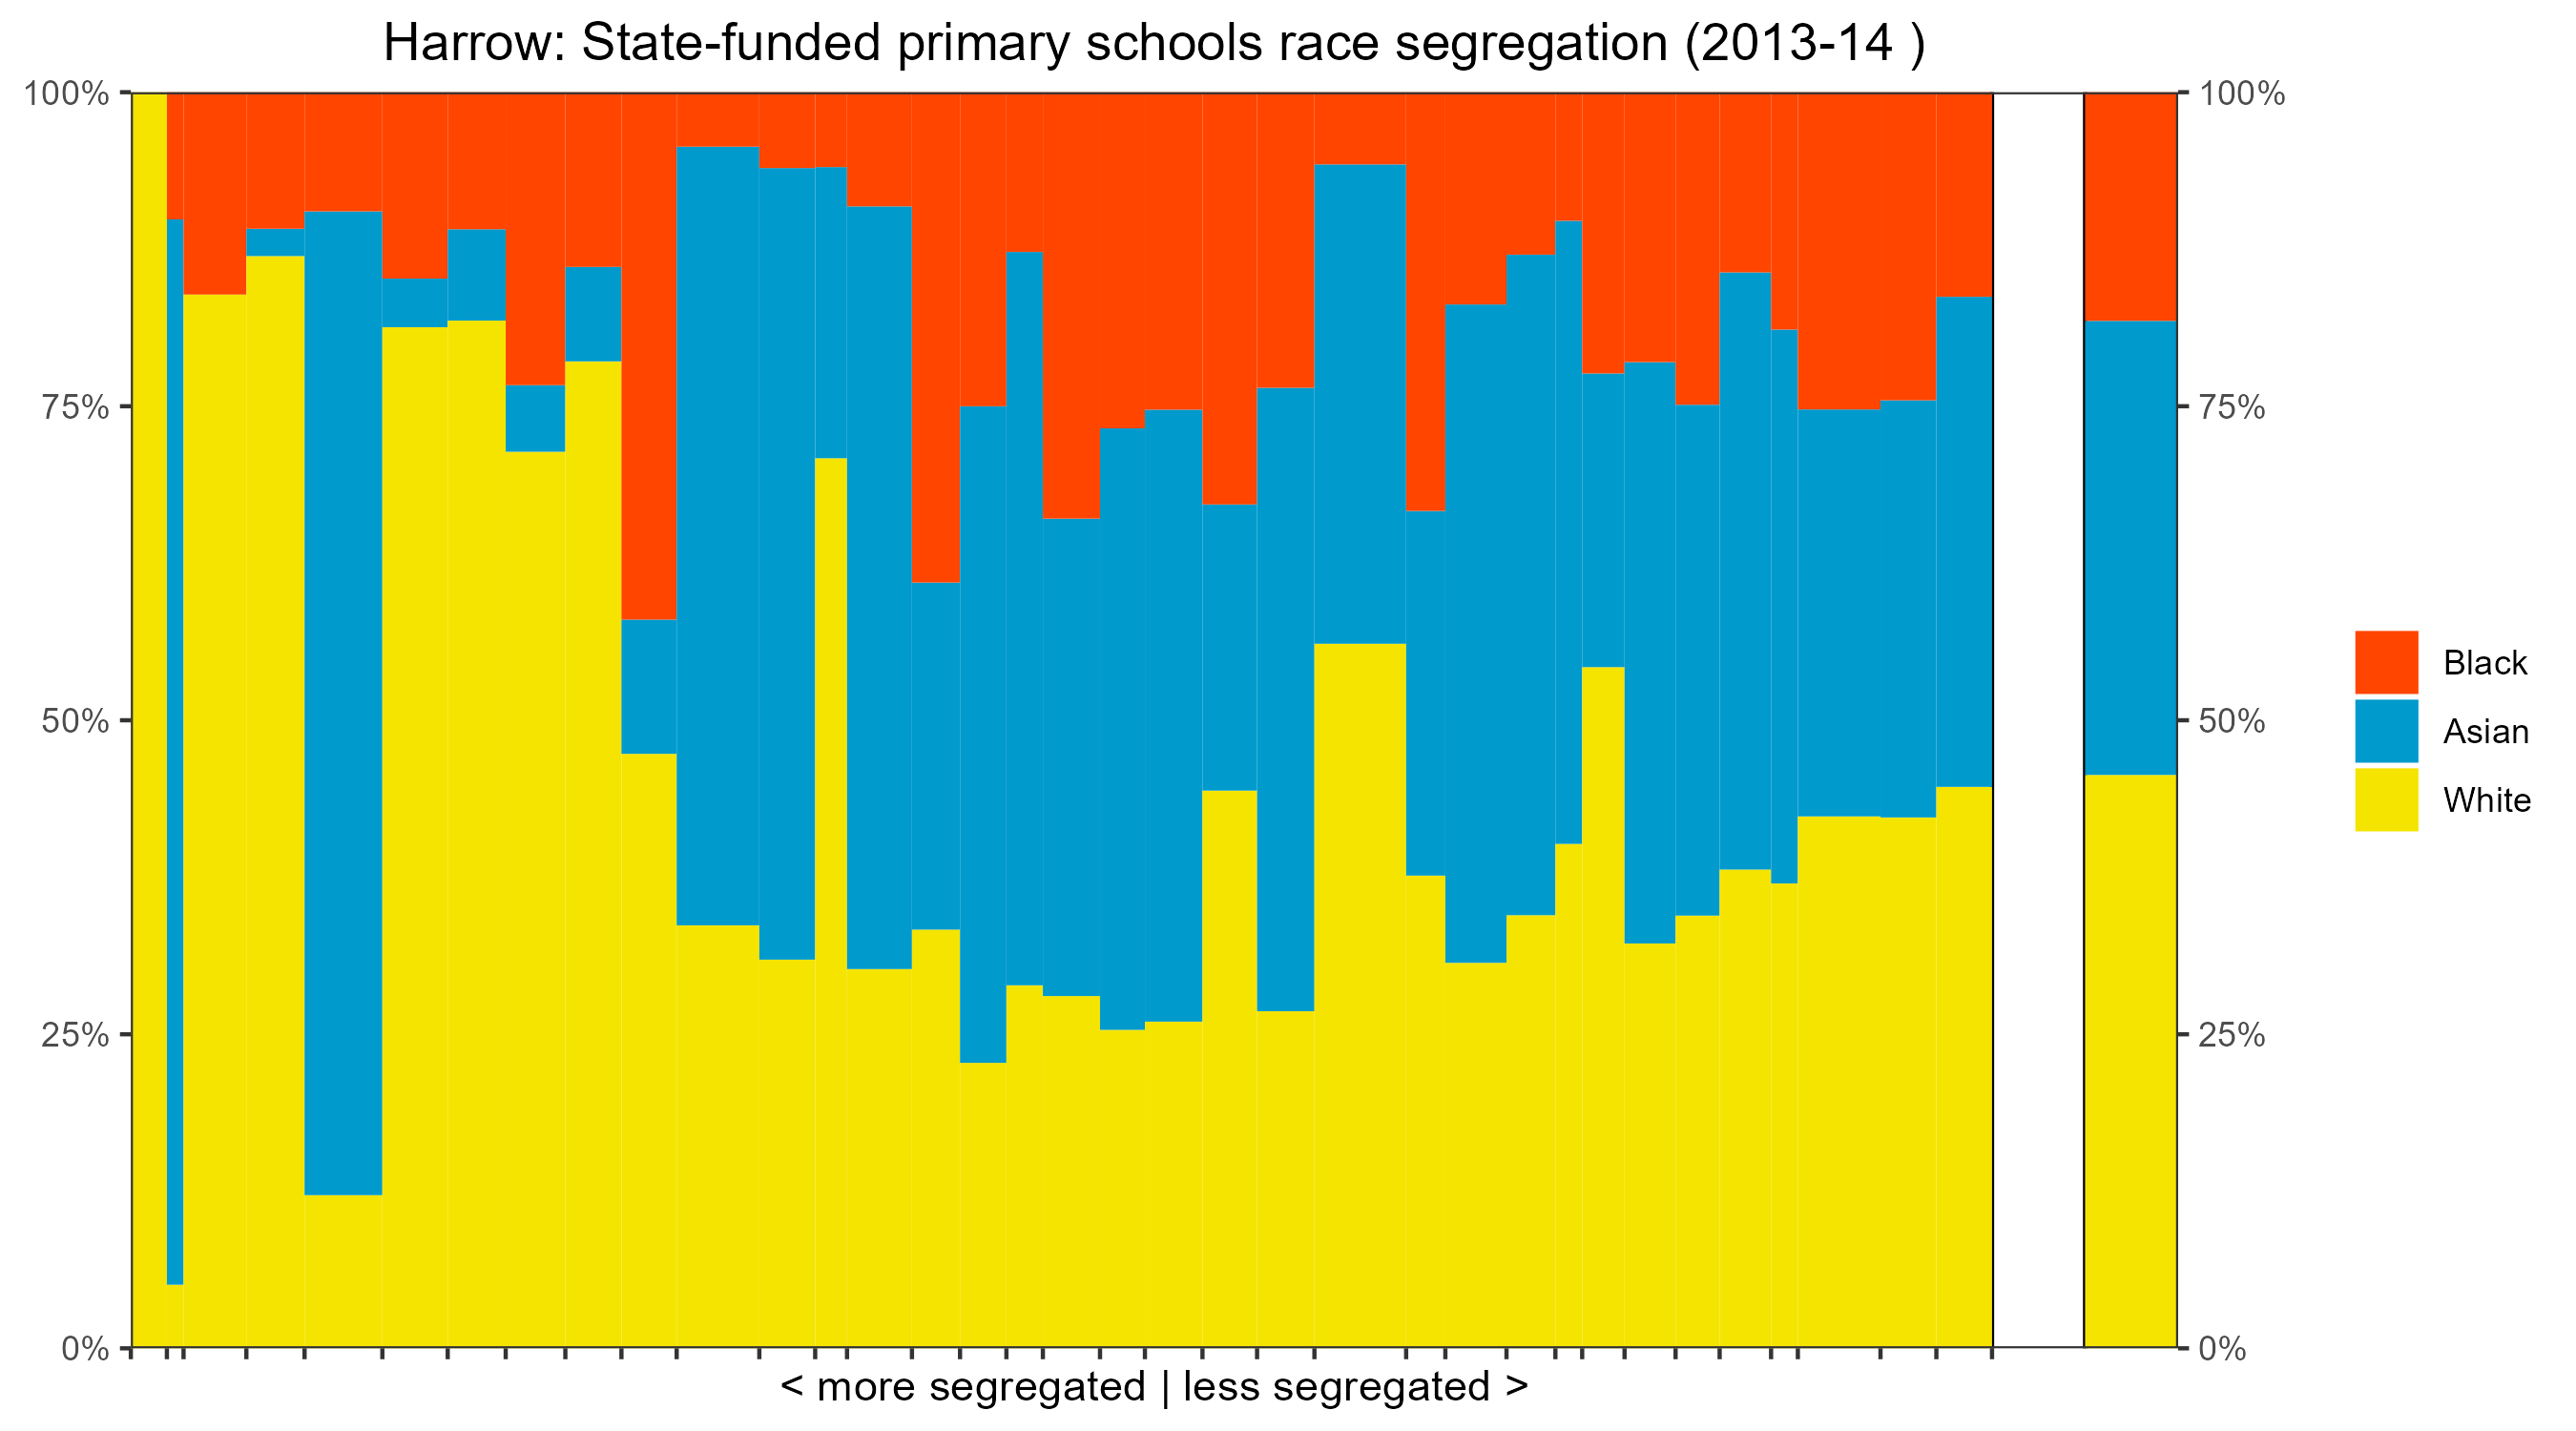 Harrow: State-funded primary schools race segregation (2013-14 )
100%
75%
50%
25%
0%
100%
75%
50%
25%
0%
Black
Asian
White
< more segregated | less segregated >